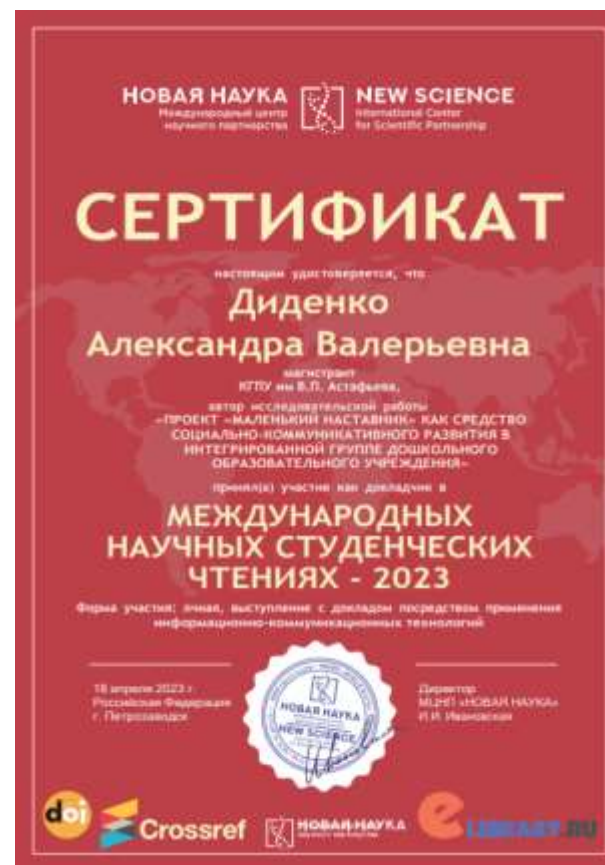 НОВАЯ НАУКА
Международный центр
научного партнерства
NEW SCIENCE
International Center
for Scientific Partnership
СЕРТИФИКАТ
настоящим удостоверяется, что
Диденко
Александра Валерьевна
магистрант
КГПУ им В.П. Астафьева,
автор исследовательской работы
«ПРОЕКТ «МАЛЕНЬКИЙ НАСТАВНИК» КАК СРЕДСТВО
СОЦИАЛЬНО-КОММУНИКАТИВНОГО РАЗВИТИЯ В
ИНТЕГРИРОВАННОЙ ГРУППЕ ДОШКОЛЬНОГО
ОБРАЗОВАТЕЛЬНОГО УЧРЕЖДЕНИЯ»
принял(а) участие как докладчик в
МЕЖДУНАРОДНЫХ
НАУЧНЫХ СТУДЕНЧЕСКИХ
ЧТЕНИЯХ - 2023
Форма участия: очная, выступление с докладом посредством применения
информационно-коммуникационных технологий
18 апреля 2023 г.
Российская Федерация
г. Петрозаводск
НОВАЯ НАУКА
NEW SCIENCE
Директор
МЦНП «НОВАЯ НАУКА»
И.И. Ивановская
doi
Crossref
НОВАЯ НАУКА
eLIBRARY.RU